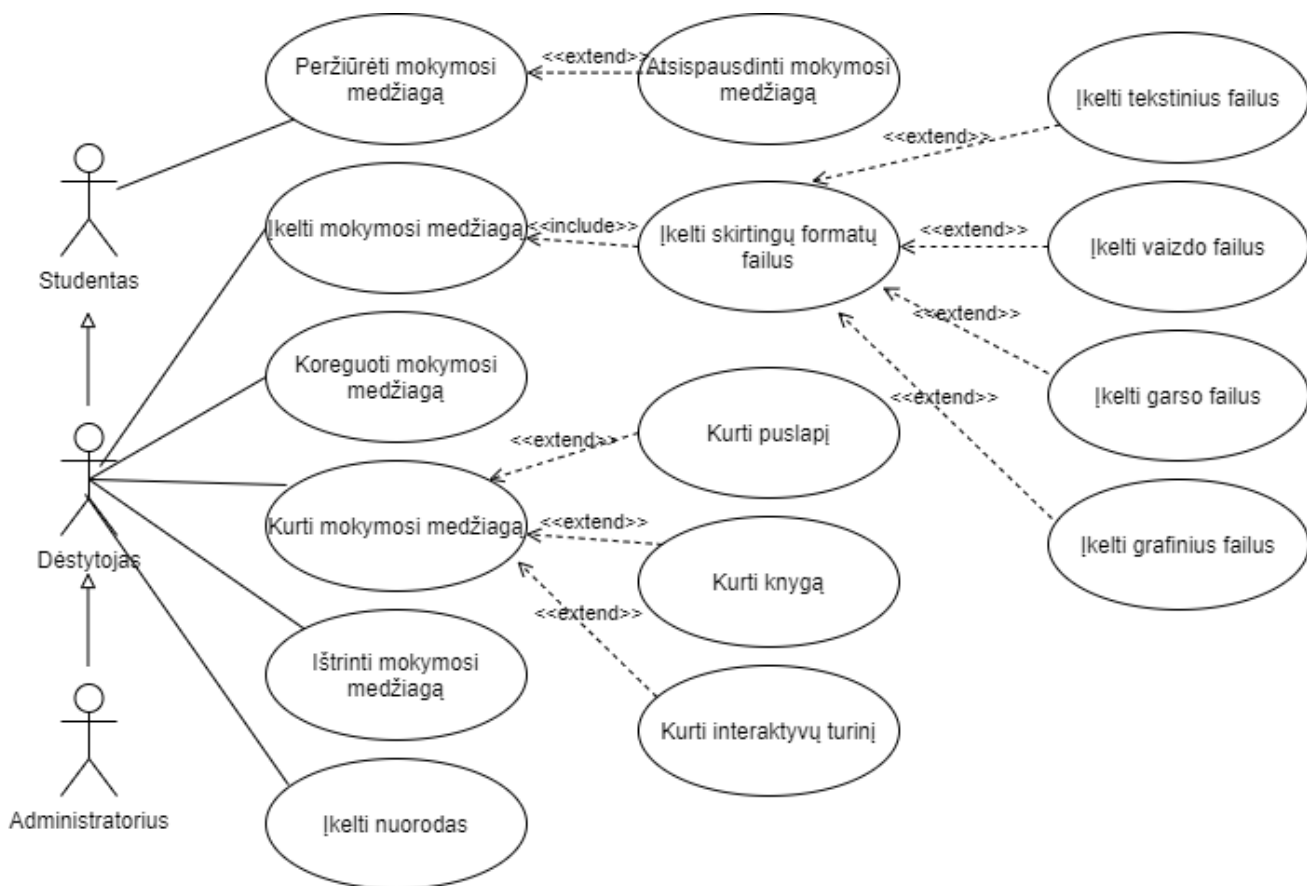 Peržiūrėti mokymosi
medžiagą
<<extend>>
Atsispausdinti mokymosi
medžiagą
Įkelti tekstinius failus
<<extend>>
Studentas
Įkelti mokymosi medžiagą
<<include>>
Įkelti skirtingų formatų
failus
<<extend>>
Įkelti vaizdo failus
<<extend>>
Koreguoti mokymosi
medžiagą
<<extend>>
Įkelti garso failus
Dėstytojas
Kurti mokymosi medžiagą
<<extend>>
Kurti puslapį
<<extend>>
Kurti knygą
Įkelti grafinius failus
<<extend>>
Kurti interaktyvų turinį
Ištrinti mokymosi
medžiagą
Administratorius
Įkelti nuorodas